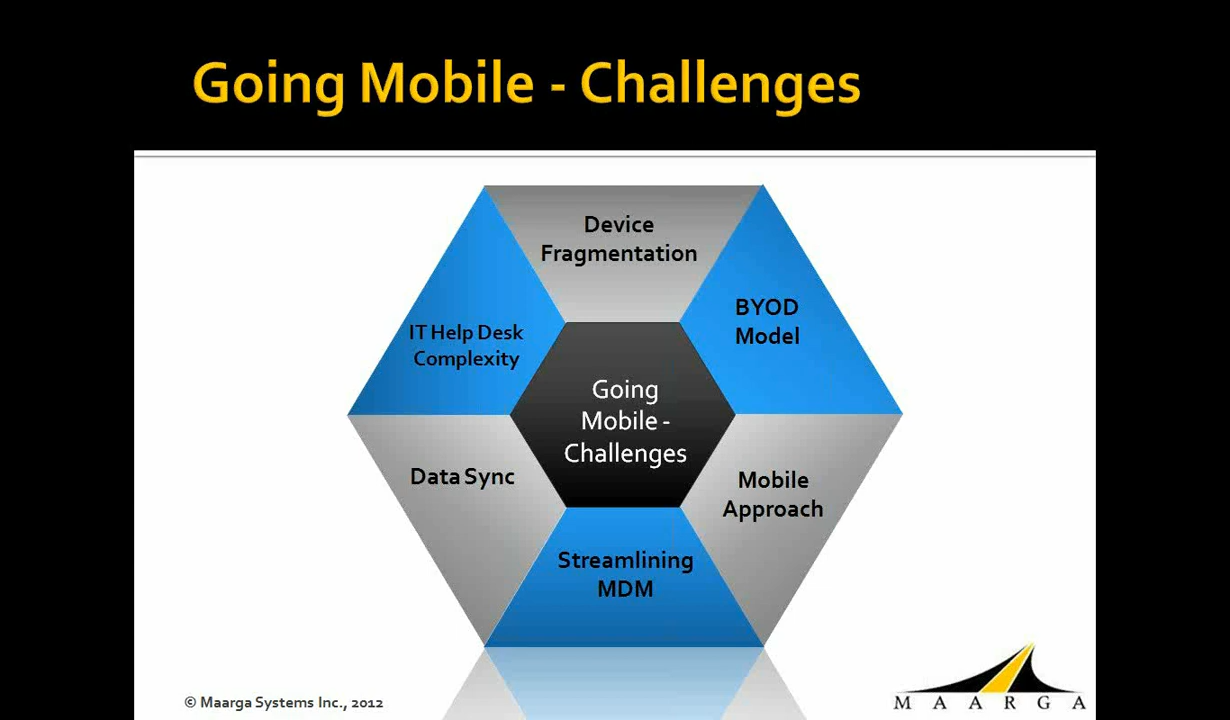 Going Mobile - Challenges
Device
Fragmentation
BYOD
Model
IT Help Desk
Complexity
Going
Mobile -
Challenges
Data Sync
Mobile
Approach
Streamlining
MDM
© Maarga Systems Inc., 2012
MAARGA